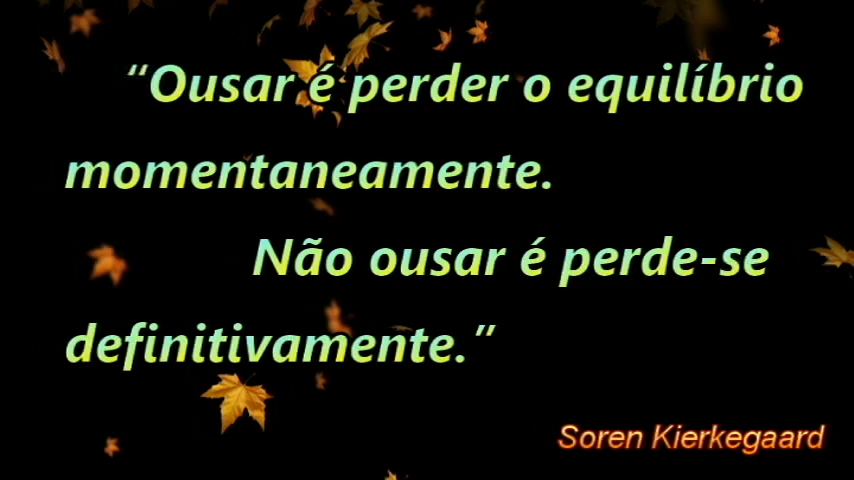 “Ousar é perder o equilíbrio
momentaneamente.
Não ousar é perde-se
definitivamente.”
Soren Kierkegaard